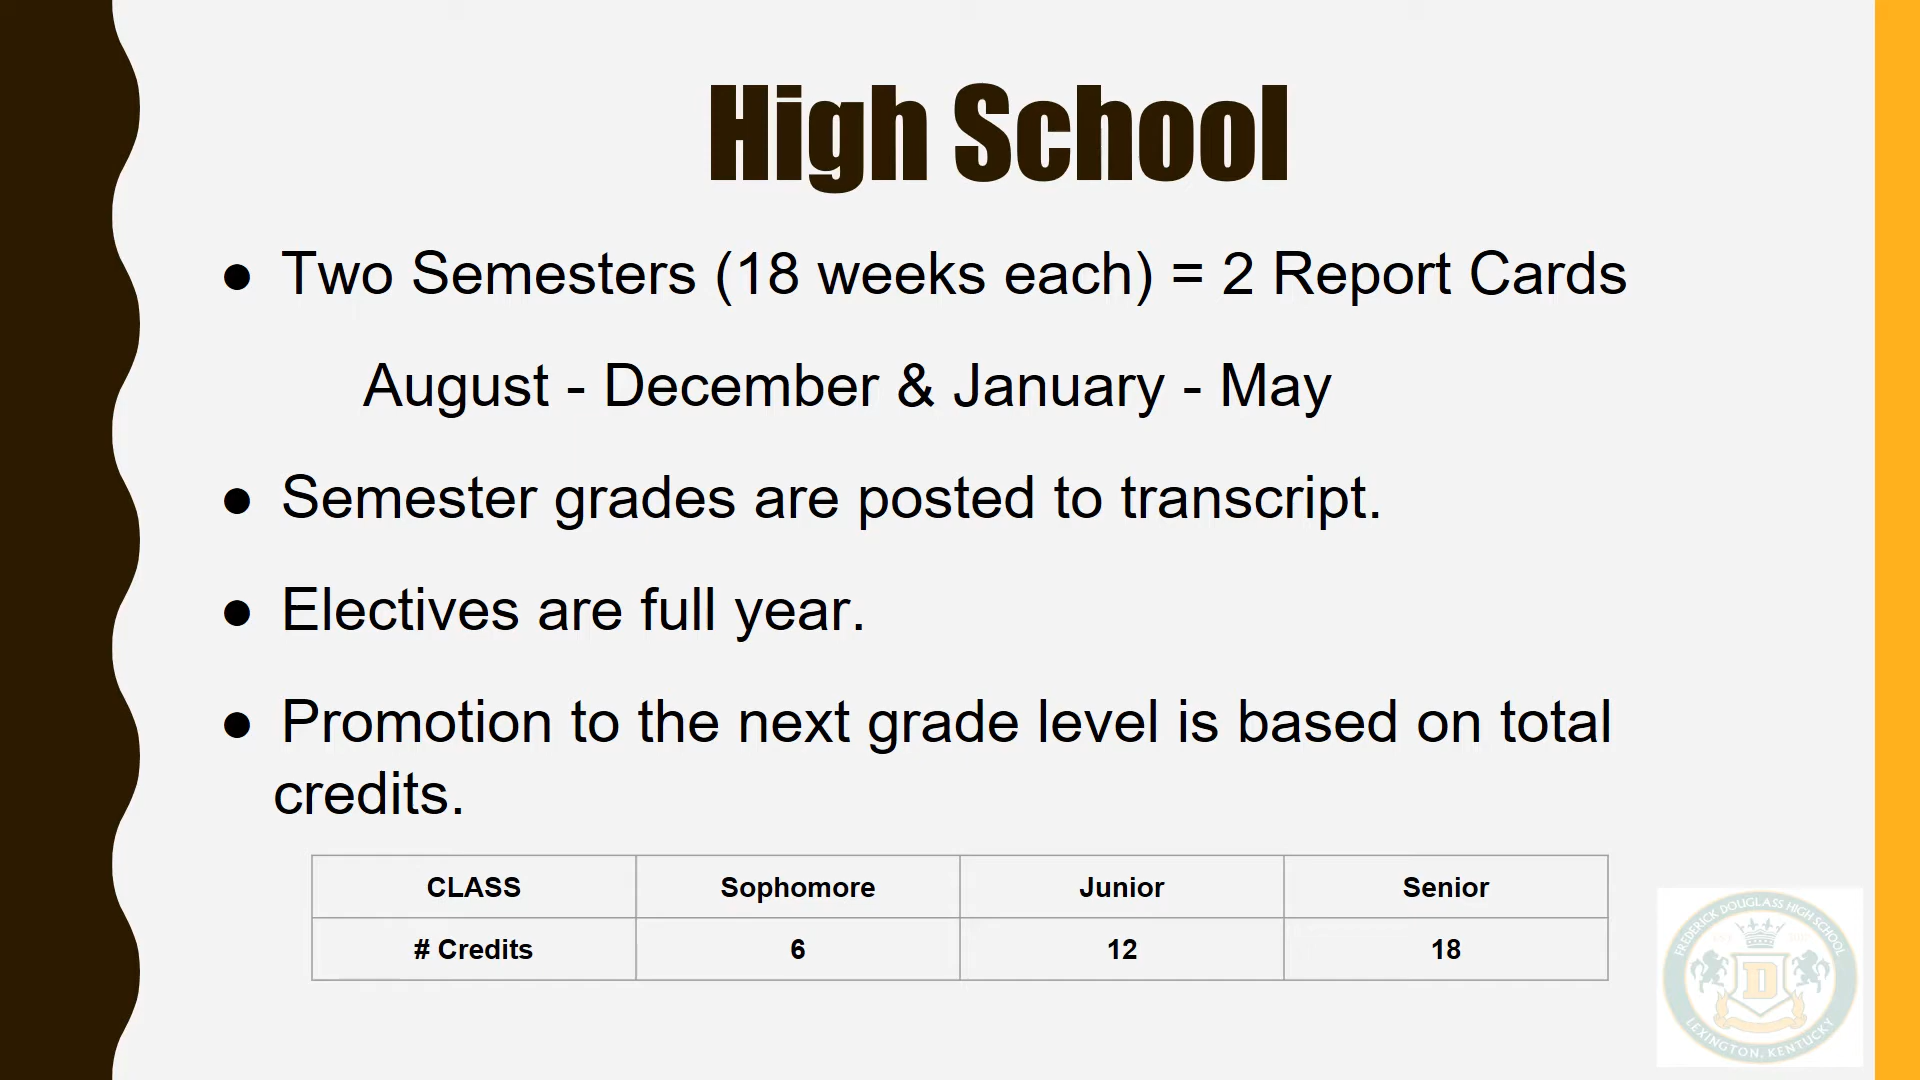 High School
● Two Semesters (18 weeks each) = 2 Report Cards
August - December & January - May
● Semester grades are posted to transcript.
● Electives are full year.
● Promotion to the next grade level is based on total
credits.
CLASS Sophomore Junior Senior
# Credits 6 12 18
FREDERICK DOUGLASS HIGH SCHOOL
D
LEXINGTON, KENTUCKY